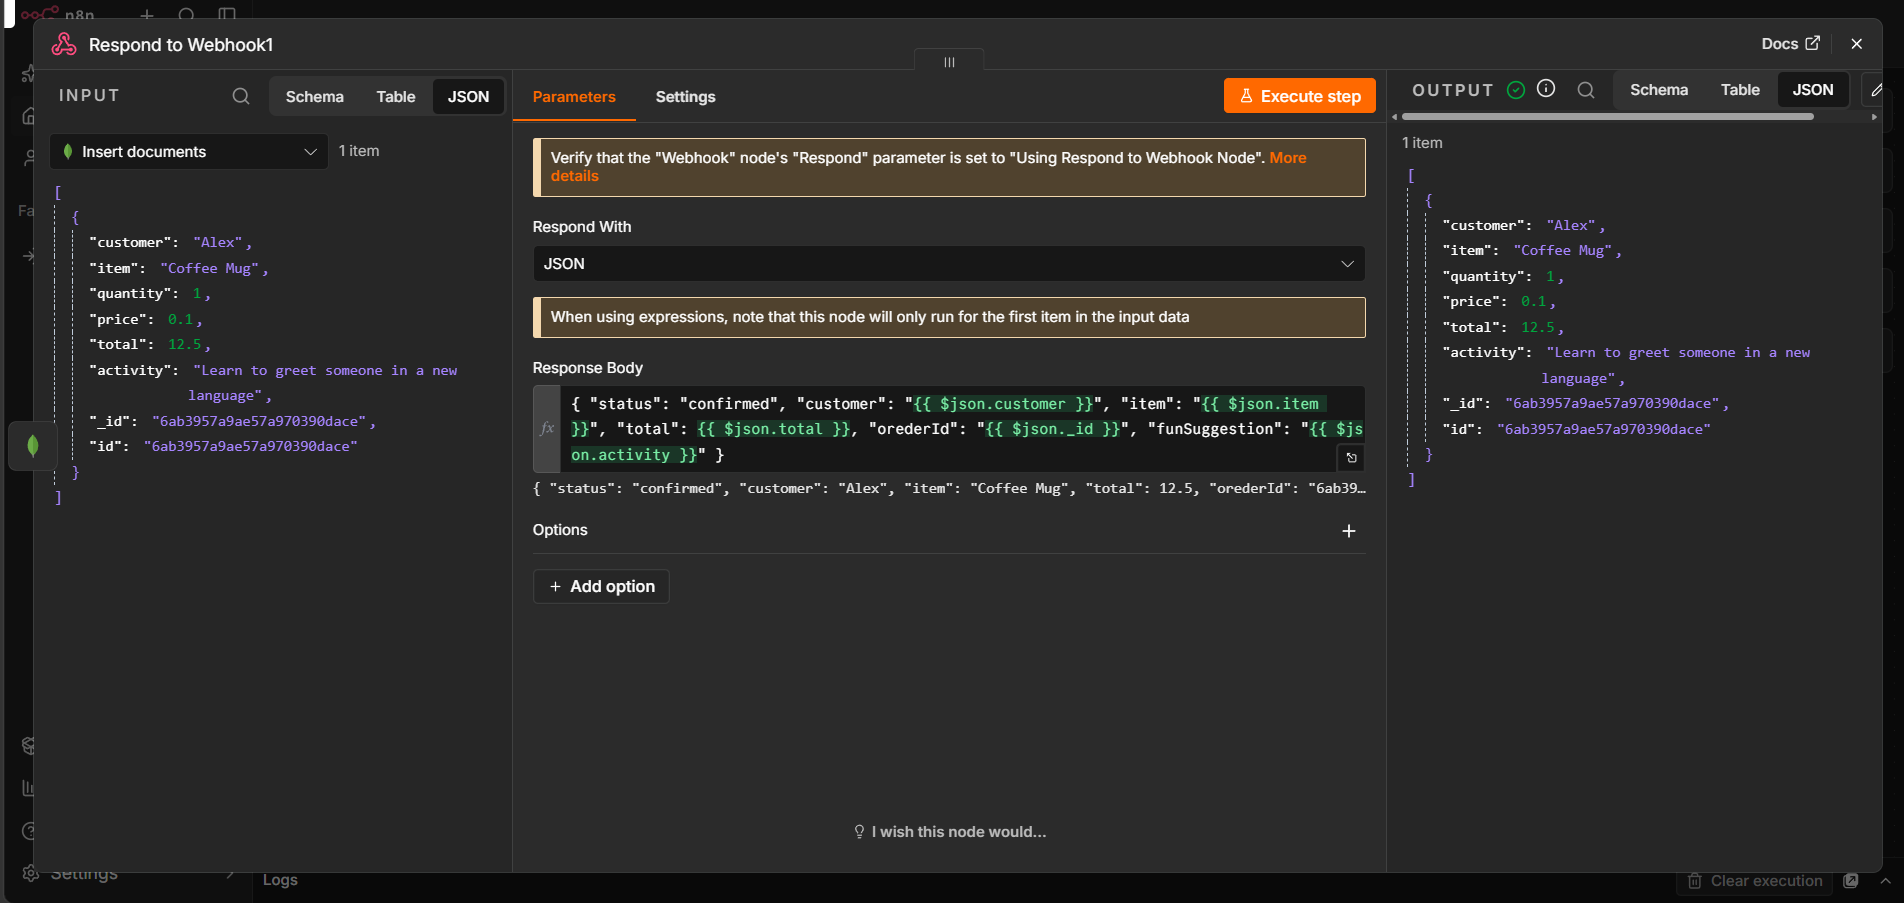 n8n
Respond to Webhook1
Docs
INPUT
Schema
Table
JSON
Insert documents
1 item
[
{
"customer": "Alex",
"item": "Coffee Mug",
"quantity": 1,
"price": 0.1,
"total": 12.5,
"activity": "Learn to greet someone in a new
language",
"_id": "6ab3957a9ae57a970390dace",
"id": "6ab3957a9ae57a970390dace"
}
]
Parameters
Settings
Execute step
Verify that the "Webhook" node's "Respond" parameter is set to "Using Respond to Webhook Node". More
details
Respond With
JSON
When using expressions, note that this node will only run for the first item in the input data
Response Body
fx
{ "status": "confirmed", "customer": "{{ $json.customer }}", "item": "{{ $json.item
}}", "total": {{ $json.total }}, "orederId": "{{ $json._id }}", "funSuggestion": "{{ $js
on.activity }}" }
{ "status": "confirmed", "customer": "Alex", "item": "Coffee Mug", "total": 12.5, "orederId": "6ab39…
Options
Add option
I wish this node would...
OUTPUT
Schema
Table
JSON
1 item
[
{
"customer": "Alex",
"item": "Coffee Mug",
"quantity": 1,
"price": 0.1,
"total": 12.5,
"activity": "Learn to greet someone in a new
language",
"_id": "6ab3957a9ae57a970390dace",
"id": "6ab3957a9ae57a970390dace"
}
]
Fa
Settings
Logs
Clear execution